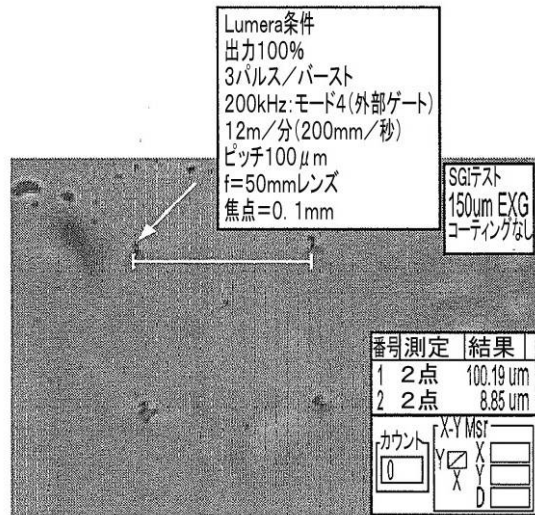 Lumera条件
出力100%
3パルス/バースト
200kHz:モード4(外部ゲート)
12m/分(200mm/秒)
ピッチ100μm
f=50mmレンズ
焦点=0.1mm
SGIテスト
150um EXG
コーティングなし
番号 測定 結果
1 2点 100.19 um
2 2点 8.85 um
カウント
0
X-Y Msr
Y
X
X
Y
D